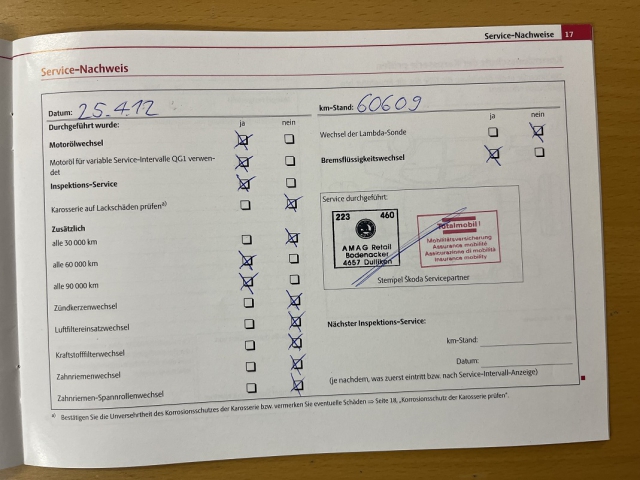 Service-Nachweise 17
Service-Nachweis
Datum: 25.4.12
km-Stand: 60609
Durchgeführt wurde: ja nein
Motorölwechsel
Motoröl für variable Service-Intervalle QG1 verwen-
det
Inspektions-Service
Karosserie auf Lackschäden prüfen a)
Zusätzlich
alle 30 000 km
alle 60 000 km
alle 90 000 km
Zündkerzenwechsel
Luftfiltereinsatzwechsel
Kraftstofffilterwechsel
Zahnriemenwechsel
Zahnriemen-Spannrollenwechsel
ja nein
Wechsel der Lambda-Sonde
Bremsflüssigkeitswechsel
Service durchgeführt:
223 460
AMAG Retail
Bodenacker
4657 Dulliken
Totalmobil!
Mobilitätsversicherung
Assurance mobilité
Assicurazione di mobilità
Insurance mobility
Stempel Škoda Servicepartner
Nächster Inspektions-Service:
km-Stand:
Datum:
(je nachdem, was zuerst eintritt bzw. nach Service-Intervall-Anzeige)
a) Bestätigen Sie die Unversehrtheit des Korrosionsschutzes der Karosserie bzw. vermerken Sie eventuelle Schäden ⇒ Seite 18, „Korrosionsschutz der Karosserie prüfen“.